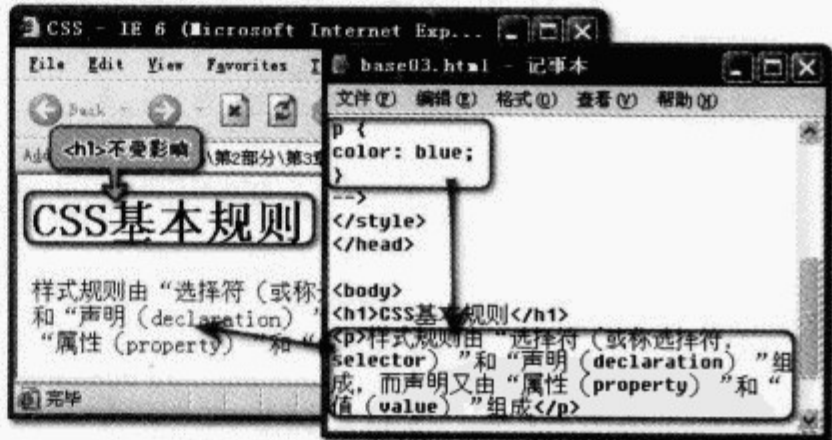 CSS - IE 6 (Microsoft Internet Exp...
File Edit View Favorites
Back
<h1>不受影响
\第2部分\第3章
CSS基本规则
样式规则由“选择符（或称
和“声明（declaration）”
“属性（property）”和“
完毕
base03.html - 记事本
文件(F) 编辑(E) 格式(O) 查看(V) 帮助(H)
p {
color: blue;
}
-->
</style>
</head>
<body>
<h1>CSS基本规则</h1>
<p>样式规则由“选择符（或称选择符，
selector）”和“声明（declaration）”组
成，而声明又由“属性（property）”和“
值（value）”组成</p>